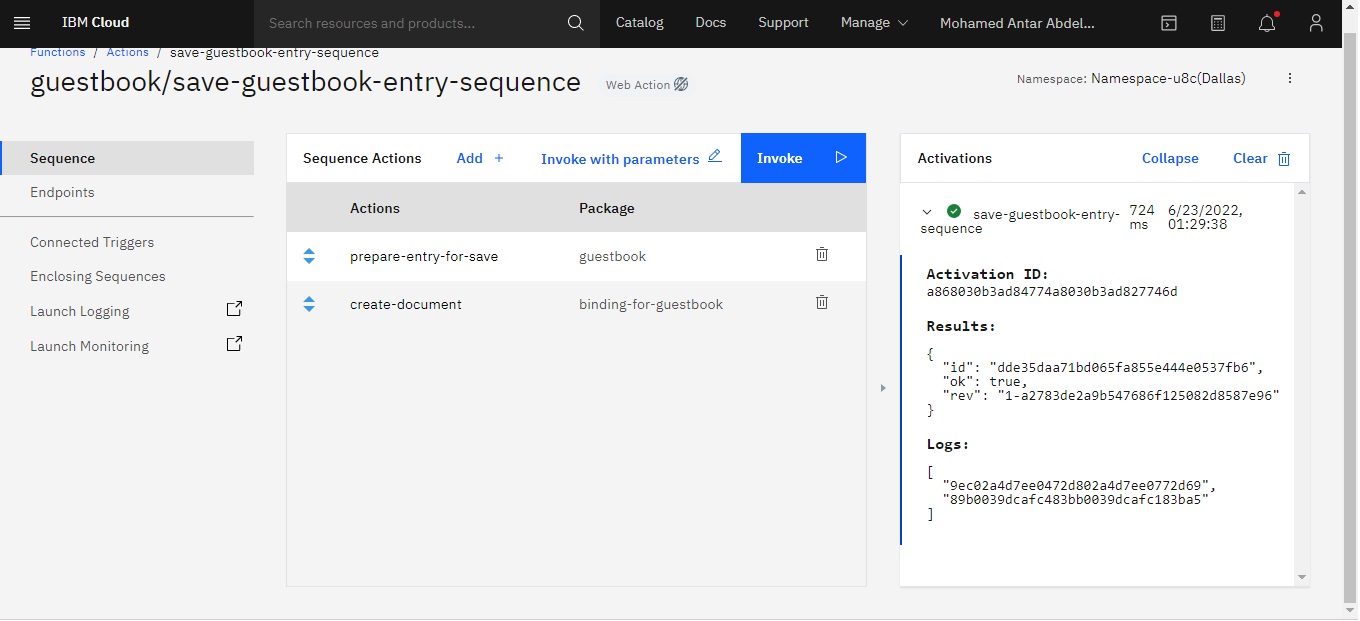 IBM Cloud
Search resources and products...
Catalog
Docs
Support
Manage
Mohamed Antar Abdel...
Functions / Actions / save-guestbook-entry-sequence
guestbook/save-guestbook-entry-sequence
Web Action
Namespace: Namespace-u8c(Dallas)
Sequence
Endpoints
Connected Triggers
Enclosing Sequences
Launch Logging
Launch Monitoring
Sequence Actions
Add +
Invoke with parameters
Invoke
Actions
Package
prepare-entry-for-save
guestbook
create-document
binding-for-guestbook
Activations
Collapse
Clear
save-guestbook-entry-
sequence
724
ms
6/23/2022,
01:29:38
Activation ID:
a868030b3ad84774a8030b3ad827746d
Results:
{
"id": "dde35daa71bd065fa855e444e0537fb6",
"ok": true,
"rev": "1-a2783de2a9b547686f125082d8587e96"
}
Logs:
[
"9ec02a4d7ee0472d802a4d7ee0772d69",
"89b0039dcafc483bb0039dcafc183ba5"
]